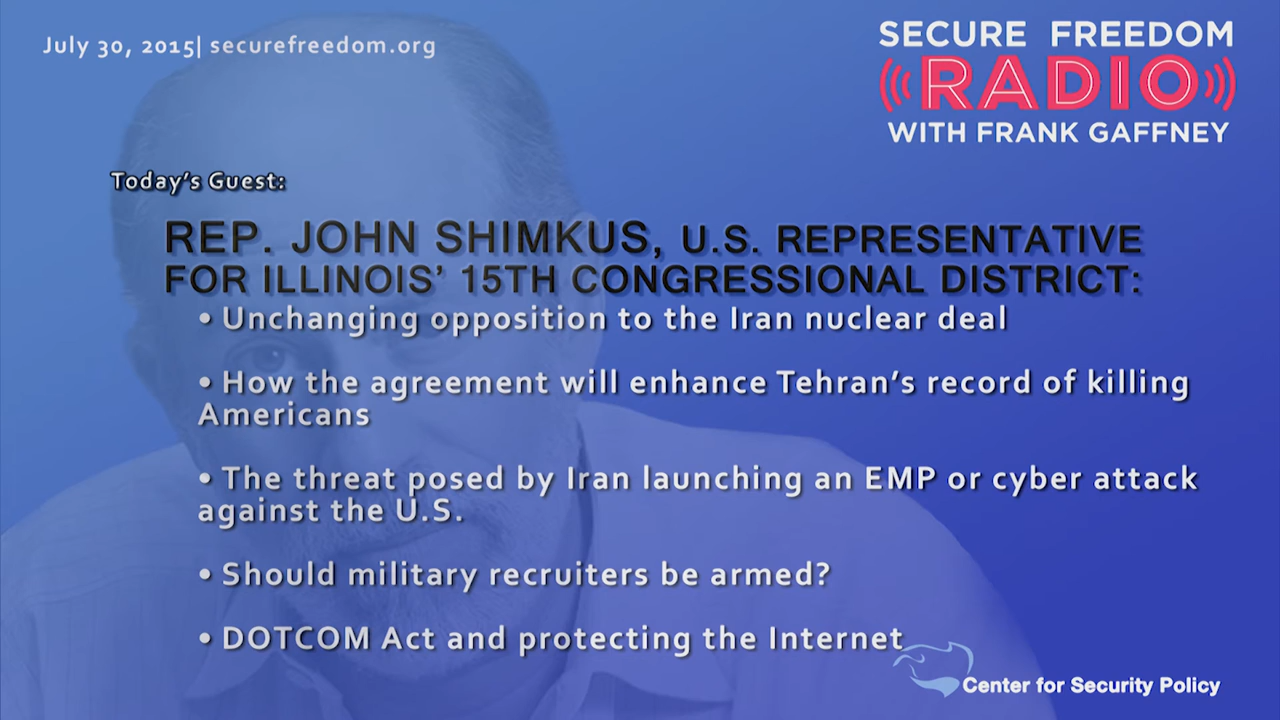 July 30, 2015| securefreedom.org
SECURE FREEDOM
RADIO
WITH FRANK GAFFNEY
Today's Guest:
REP. JOHN SHIMKUS, U.S. REPRESENTATIVE
FOR ILLINOIS' 15TH CONGRESSIONAL DISTRICT:
• Unchanging opposition to the Iran nuclear deal
• How the agreement will enhance Tehran's record of killing
Americans
• The threat posed by Iran launching an EMP or cyber attack
against the U.S.
• Should military recruiters be armed?
• DOTCOM Act and protecting the Internet
Center for Security Policy